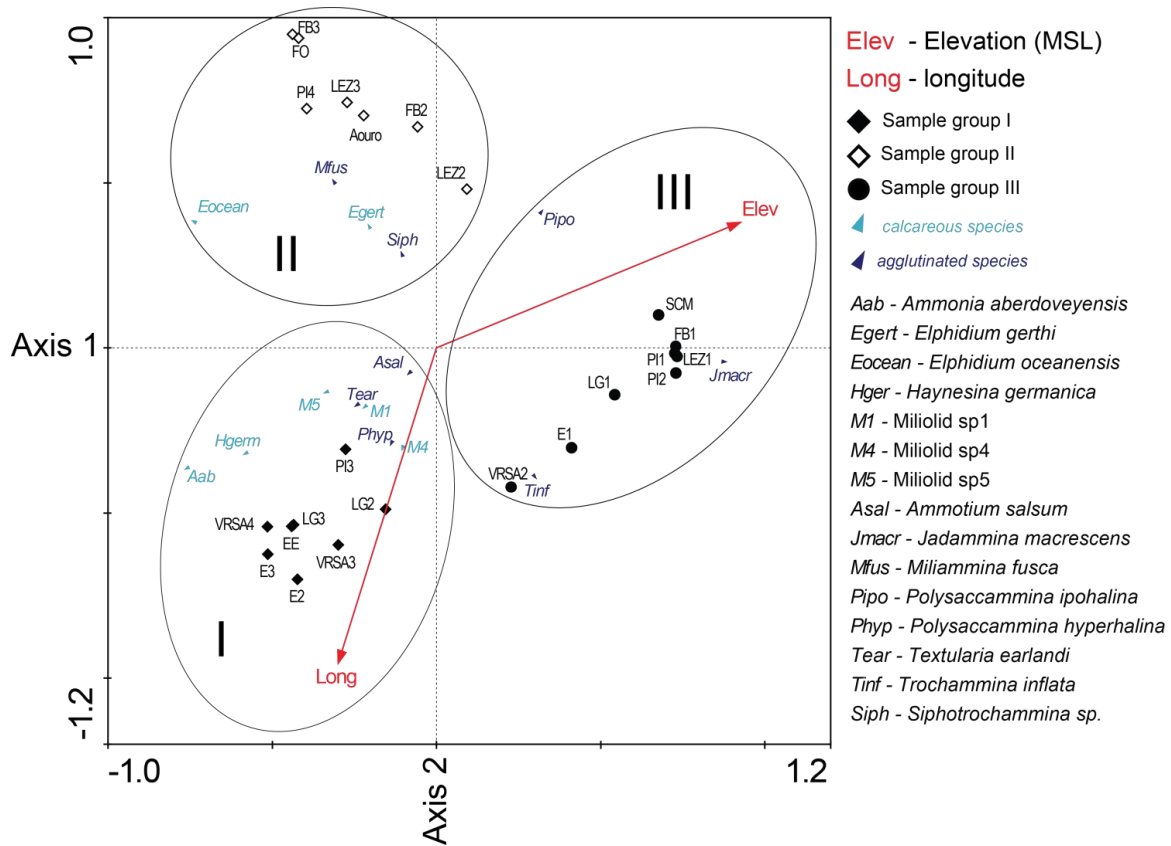 1.0
Axis 1
-1.2
-1.0
Axis 2
1.2
FB3
FO
PI4
LEZ3
Aouro
FB2
LEZ2
Mfus
Eocean
Egert
Siph
II
III
Elev
Pipo
SCM
FB1
PI1
LEZ1
PI2
Jmacr
LG1
E1
VRSA2
Tinf
Asal
Tear
M5
M1
Phyp
M4
Hgerm
Aab
PI3
LG2
VRSA4
LG3
EE
VRSA3
E3
E2
I
Long
Elev - Elevation (MSL)
Long - longitude
Sample group I
Sample group II
Sample group III
calcareous species
agglutinated species
Aab - Ammonia aberdoveyensis
Egert - Elphidium gerthi
Eocean - Elphidium oceanensis
Hger - Haynesina germanica
M1 - Miliolid sp1
M4 - Miliolid sp4
M5 - Miliolid sp5
Asal - Ammotium salsum
Jmacr - Jadammina macrescens
Mfus - Miliammina fusca
Pipo - Polysaccammina ipohalina
Phyp - Polysaccammina hyperhalina
Tear - Textularia earlandi
Tinf - Trochammina inflata
Siph - Siphotrochammina sp.